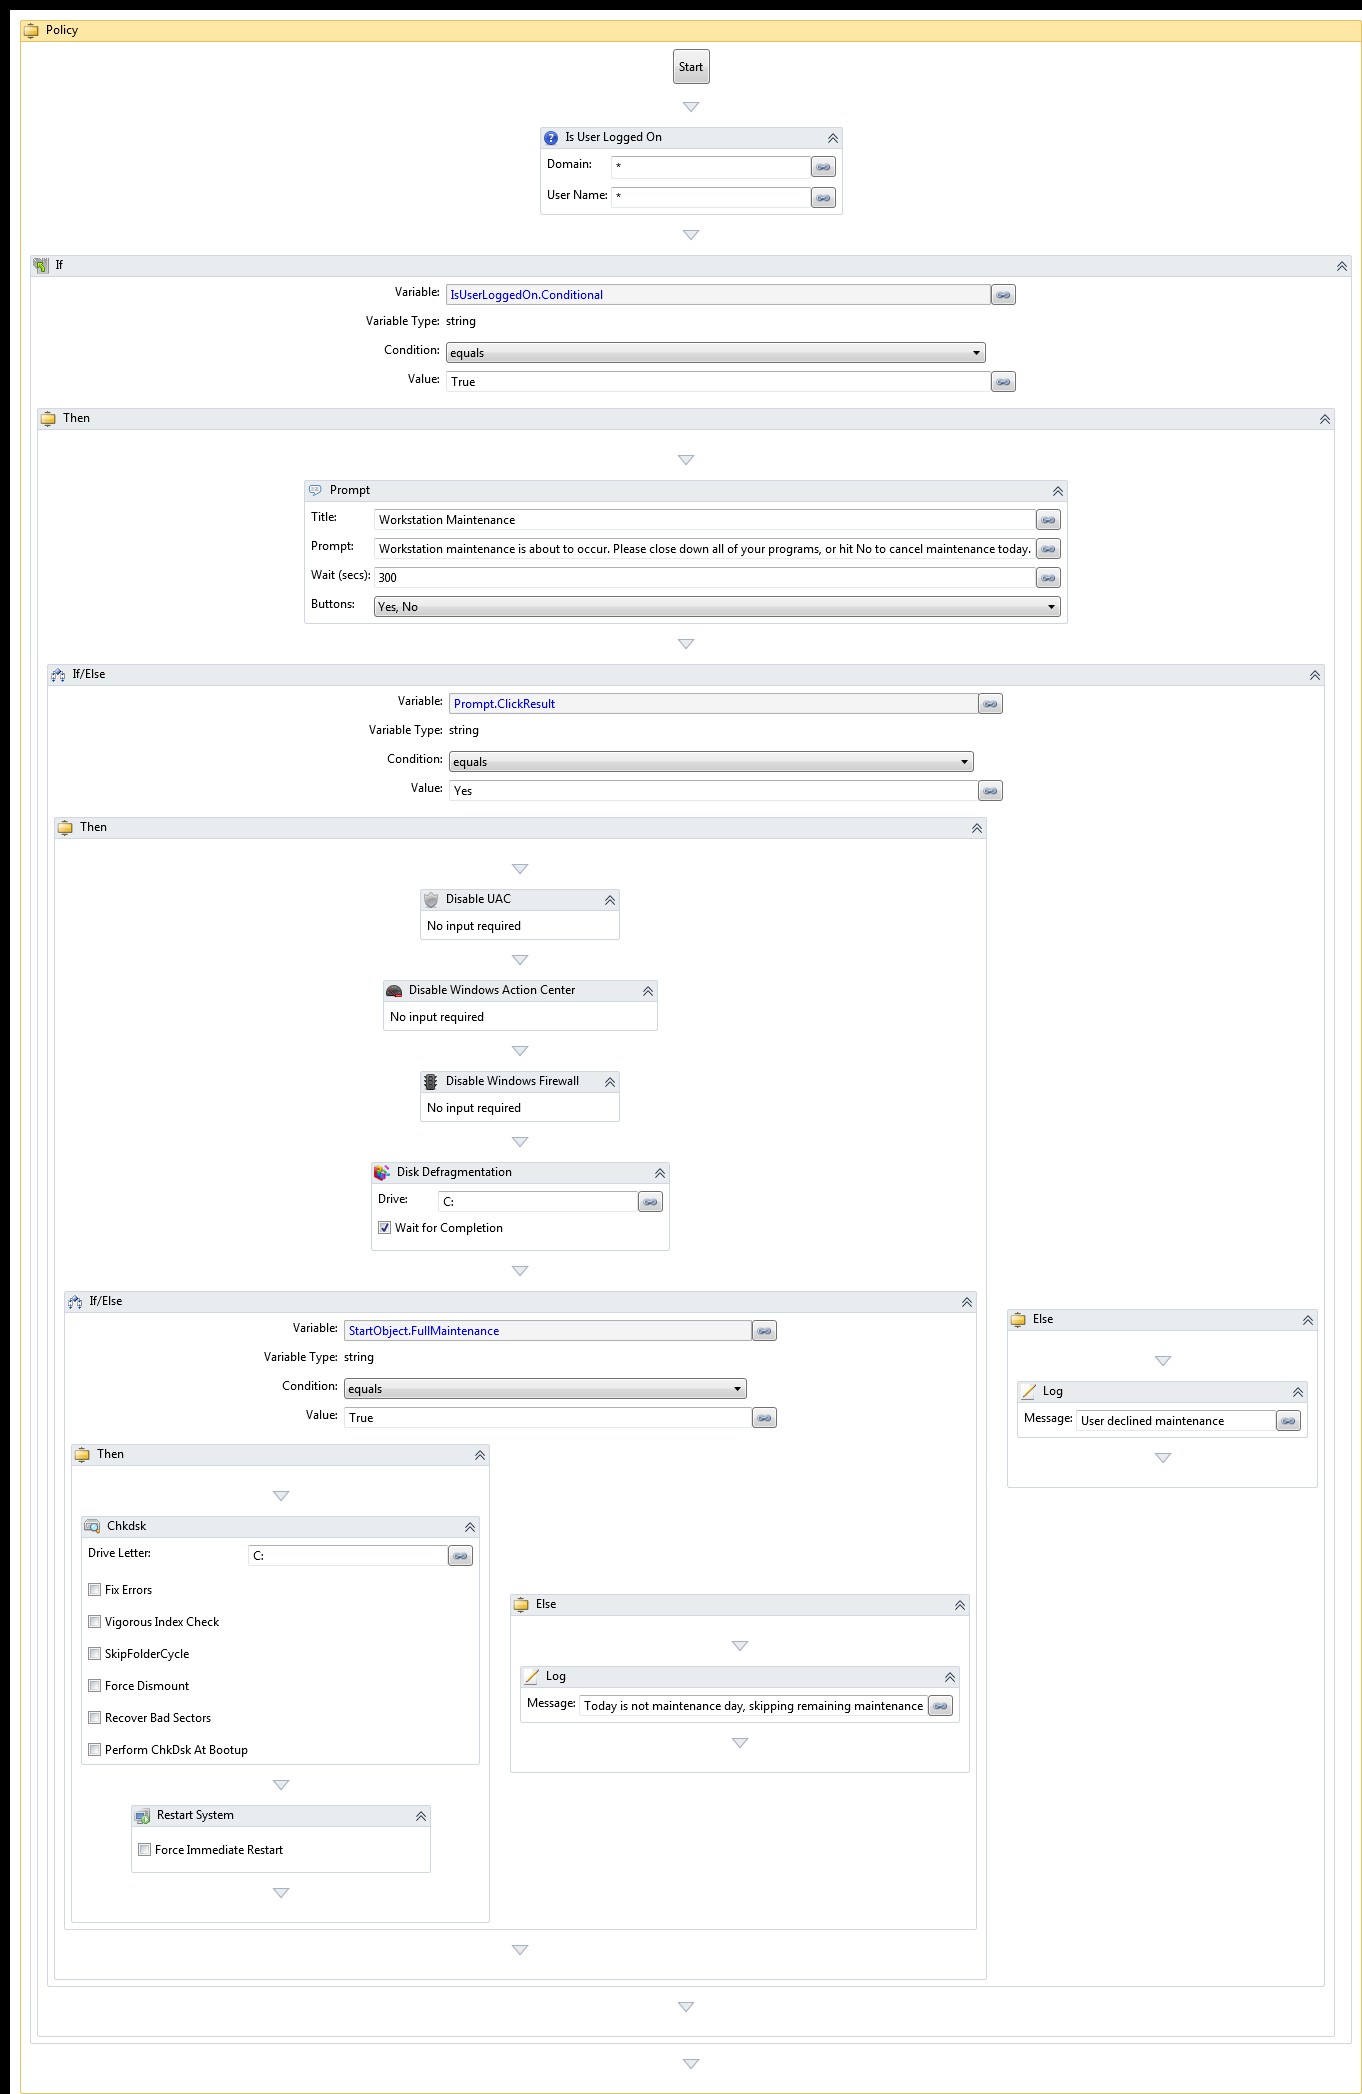 Policy
Start
Is User Logged On
Domain: *
User Name: *
If
Variable: IsUserLoggedOn.Conditional
Variable Type: string
Condition: equals
Value: True
Then
Prompt
Title: Workstation Maintenance
Prompt: Workstation maintenance is about to occur. Please close down all of your programs, or hit No to cancel maintenance today.
Wait (secs): 300
Buttons: Yes, No
If/Else
Variable: Prompt.ClickResult
Variable Type: string
Condition: equals
Value: Yes
Then
Disable UAC
No input required
Disable Windows Action Center
No input required
Disable Windows Firewall
No input required
Disk Defragmentation
Drive: C:
Wait for Completion
If/Else
Variable: StartObject.FullMaintenance
Variable Type: string
Condition: equals
Value: True
Then
Chkdsk
Drive Letter: C:
Fix Errors
Vigorous Index Check
SkipFolderCycle
Force Dismount
Recover Bad Sectors
Perform ChkDsk At Bootup
Restart System
Force Immediate Restart
Else
Log
Message: Today is not maintenance day, skipping remaining maintenance
Else
Log
Message: User declined maintenance